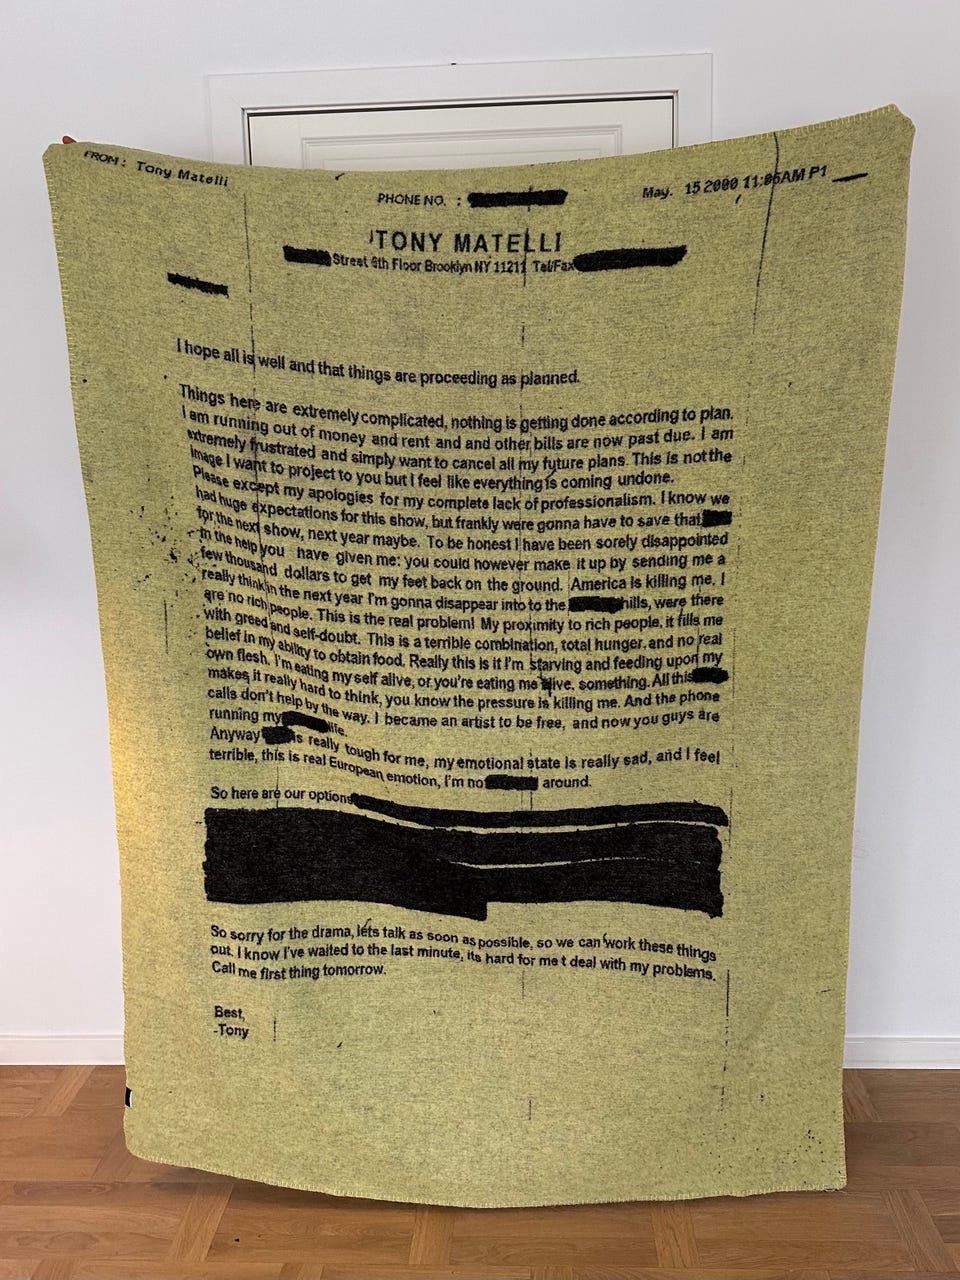 FROM: Tony Matelli
PHONE NO. :
May. 15 2000 11:06AM P1
TONY MATELLI
Street 6th Floor Brooklyn NY 11211 Tel/Fax
I hope all is well and that things are proceeding as planned.
Things here are extremely complicated, nothing is getting done according to plan.
I am running out of money and rent and and other bills are now past due. I am
extremely frustrated and simply want to cancel all my future plans. This is not the
image I want to project to you but I feel like everything is coming undone.
Please except my apologies for my complete lack of professionalism. I know we
had huge expectations for this show, but frankly were gonna have to save that
for the next show, next year maybe. To be honest I have been sorely disappointed
in the help you have given me: you could however make it up by sending me a
few thousand dollars to get my feet back on the ground. America is killing me. I
really think in the next year I'm gonna disappear into to the hills, were there
are no rich people. This is the real problem! My proximity to rich people, it fills me
with greed and self-doubt. This is a terrible combination, total hunger, and no real
belief in my ability to obtain food. Really this is it I'm starving and feeding upon my
own flesh. I'm eating my self alive, or you're eating me alive, something. All this
makes it really hard to think, you know the pressure is killing me. And the phone
calls don't help by the way. I became an artist to be free, and now you guys are
running my life.
Anyway is really tough for me, my emotional state is really sad, and I feel
terrible, this is real European emotion, I'm no around.
So here are our options
So sorry for the drama, lets talk as soon as possible, so we can work these things
out. I know I've waited to the last minute, its hard for me t deal with my problems.
Call me first thing tomorrow.
Best,
-Tony